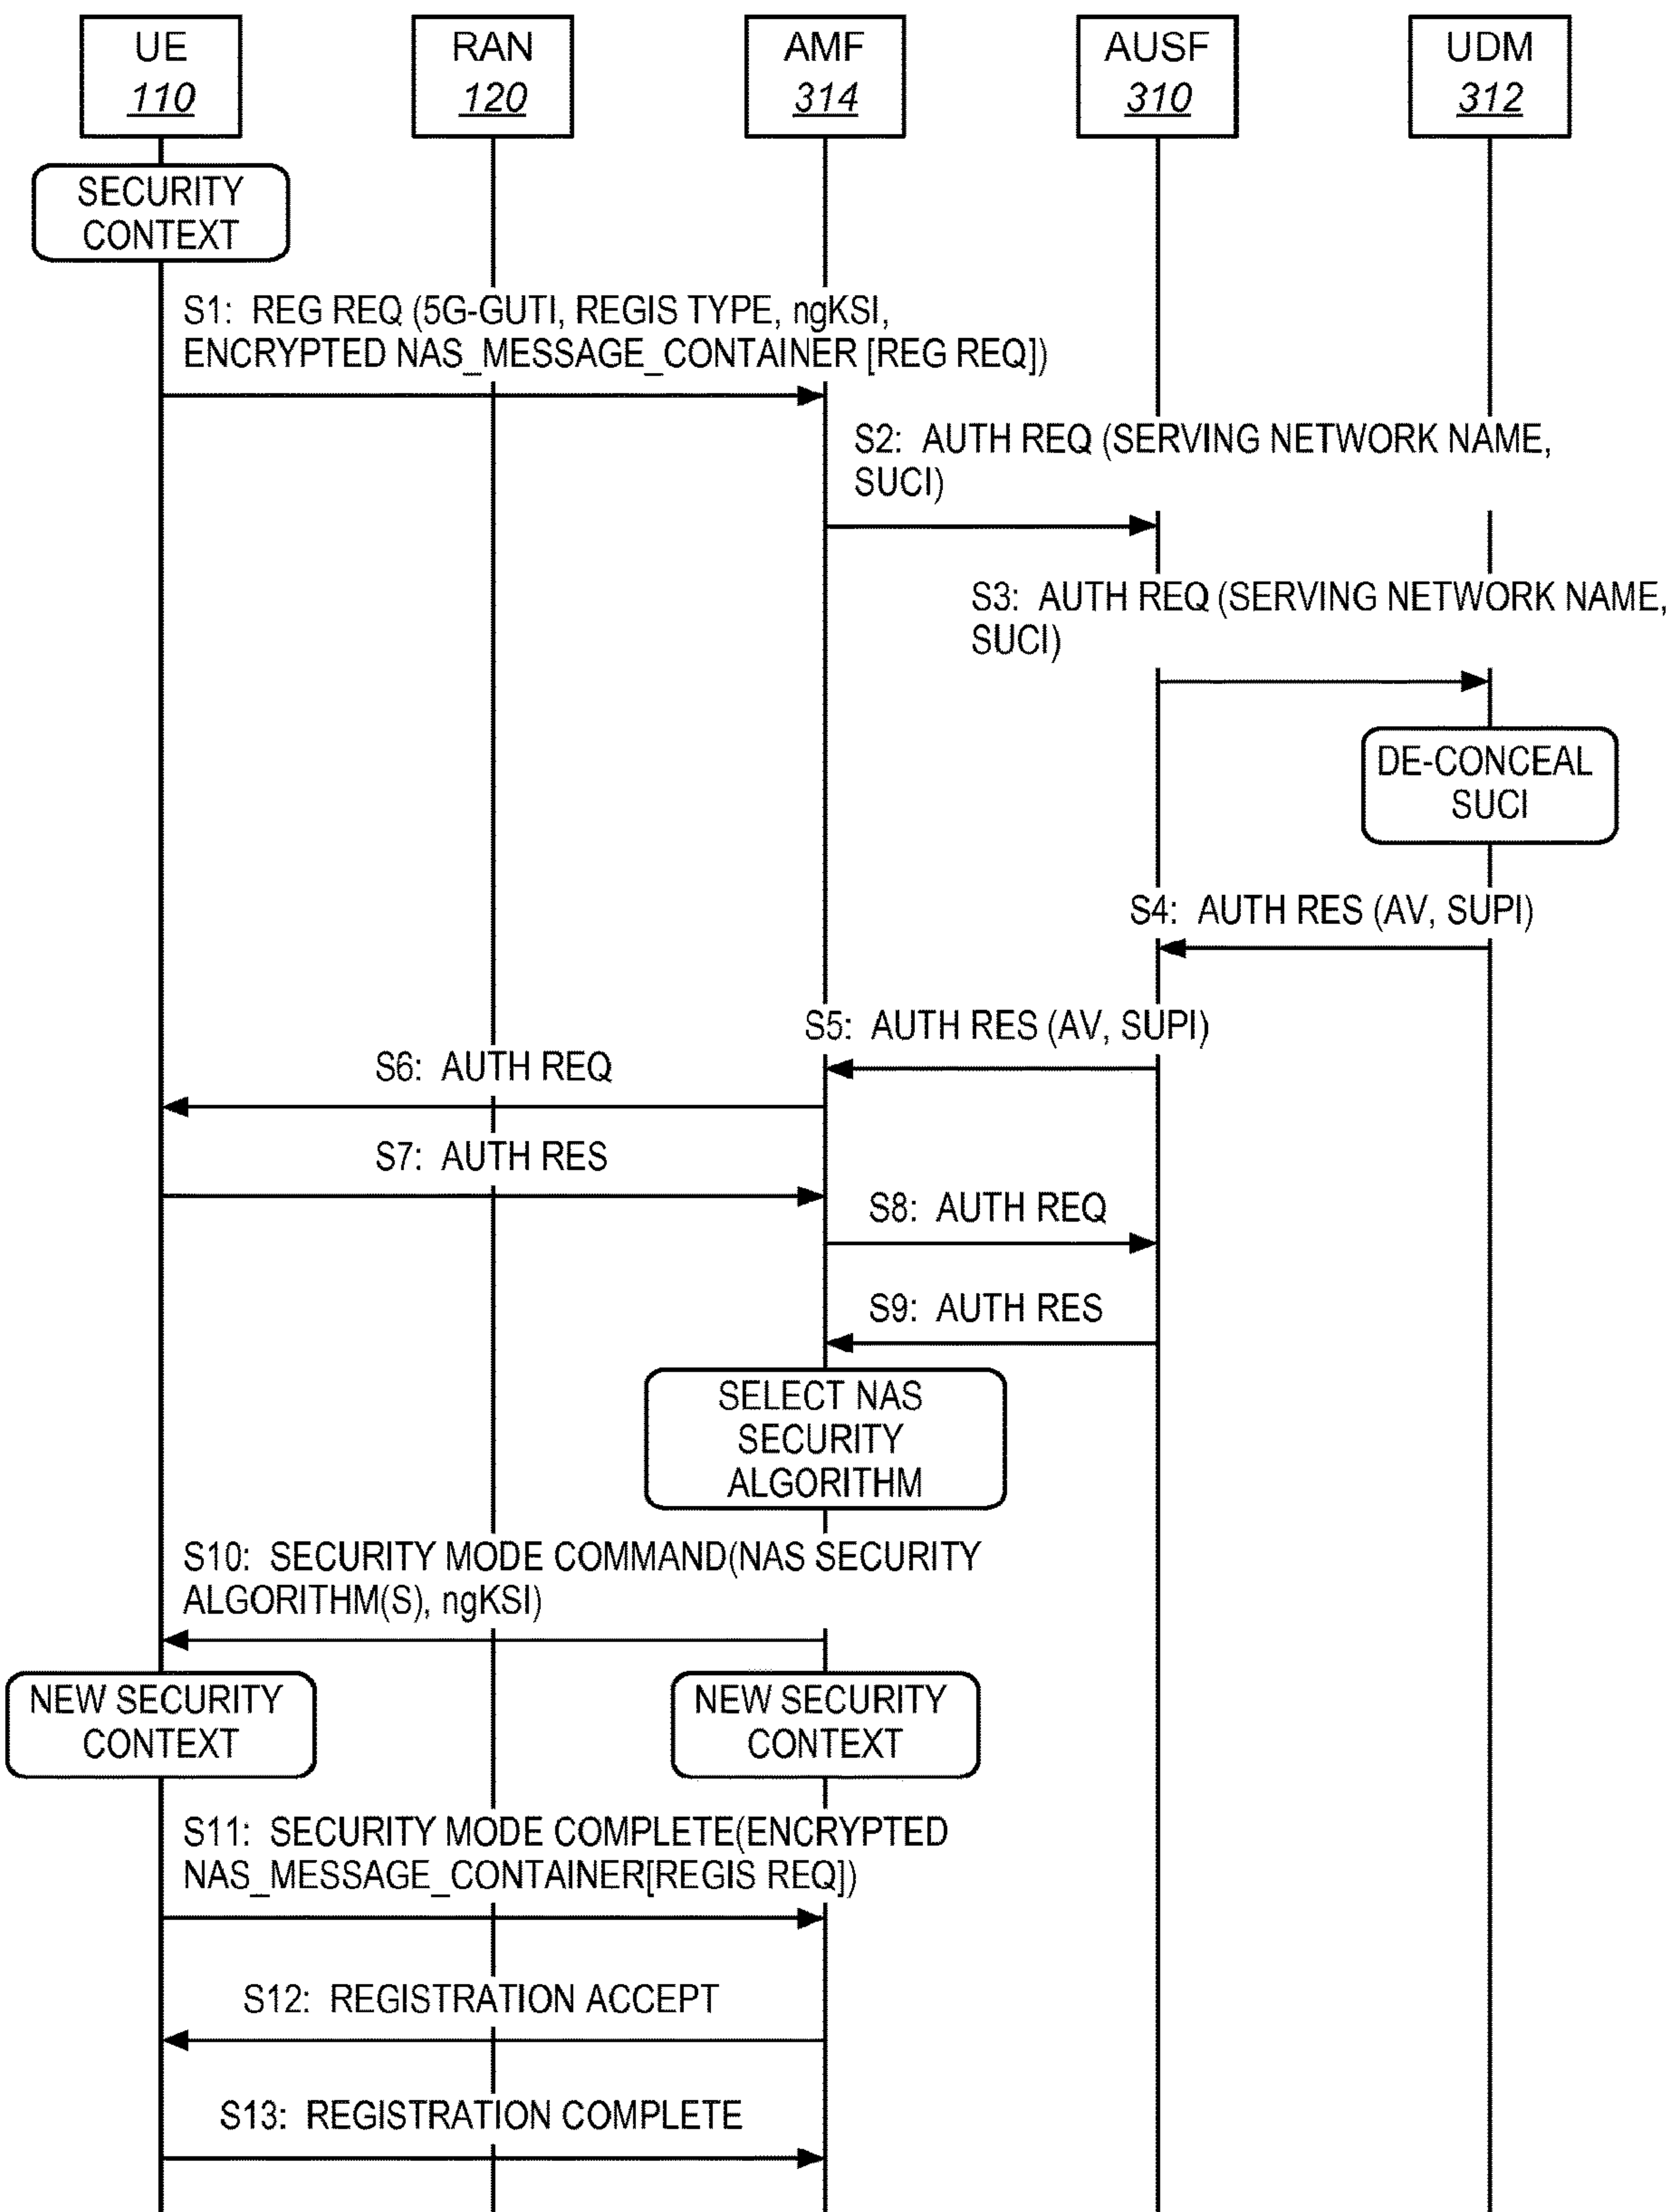 UE
110
RAN
120
AMF
314
AUSF
310
UDM
312
SECURITY
CONTEXT
S1: REG REQ (5G-GUTI, REGIS TYPE, ngKSI,
ENCRYPTED NAS_MESSAGE_CONTAINER [REG REQ])
S2: AUTH REQ (SERVING NETWORK NAME,
SUCI)
S3: AUTH REQ (SERVING NETWORK NAME,
SUCI)
DE-CONCEAL
SUCI
S4: AUTH RES (AV, SUPI)
S5: AUTH RES (AV, SUPI)
S6: AUTH REQ
S7: AUTH RES
S8: AUTH REQ
S9: AUTH RES
SELECT NAS
SECURITY
ALGORITHM
S10: SECURITY MODE COMMAND(NAS SECURITY
ALGORITHM(S), ngKSI)
NEW SECURITY
CONTEXT
NEW SECURITY
CONTEXT
S11: SECURITY MODE COMPLETE(ENCRYPTED
NAS_MESSAGE_CONTAINER[REGIS REQ])
S12: REGISTRATION ACCEPT
S13: REGISTRATION COMPLETE